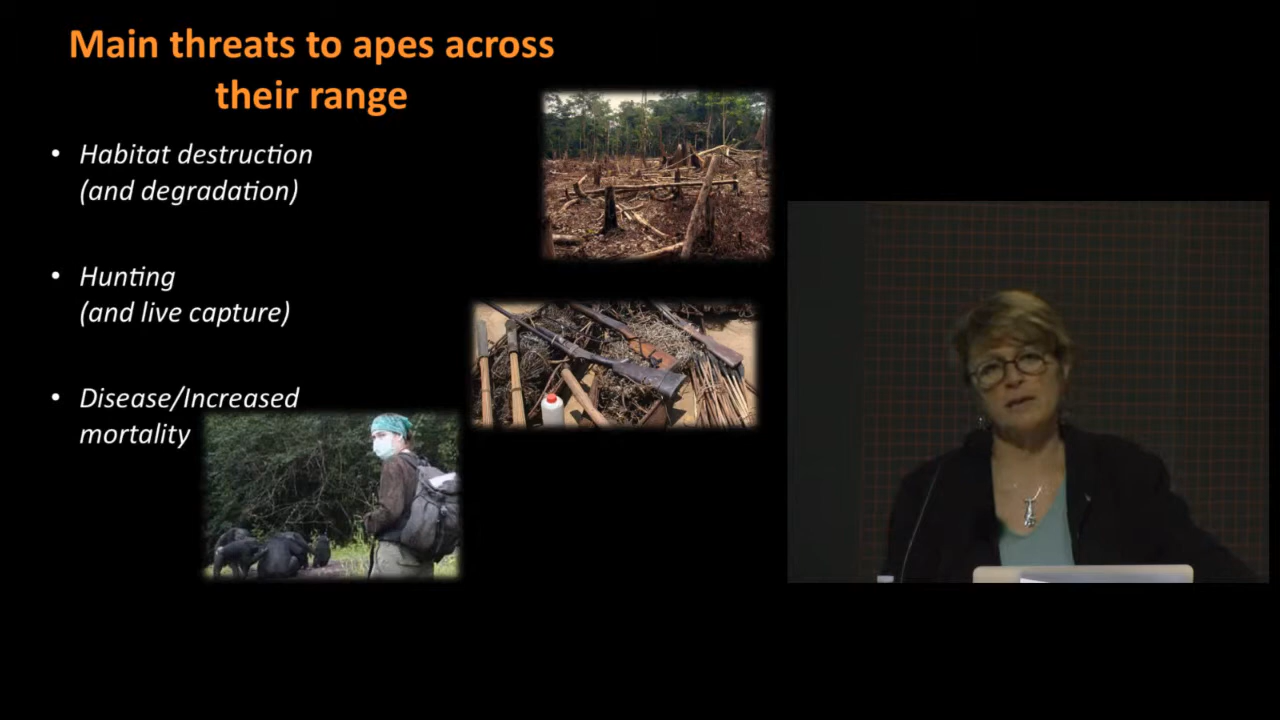 Main threats to apes across
their range
• Habitat destruction
(and degradation)
• Hunting
(and live capture)
• Disease/Increased
mortality